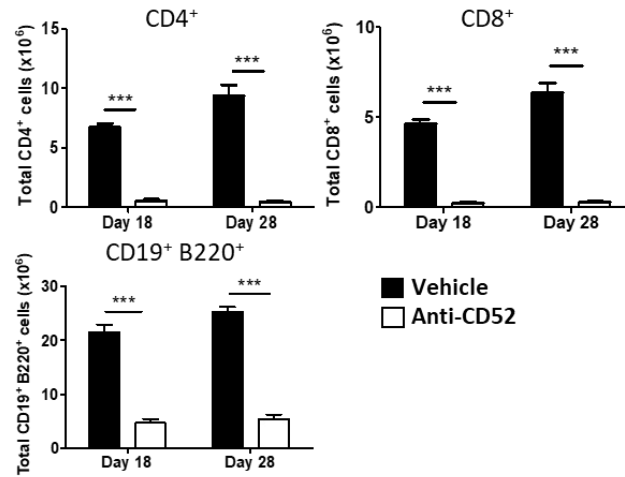 CD4⁺
Total CD4⁺ cells (x10⁶)
15
10
5
0
***
***
Day 18
Day 28
CD8⁺
Total CD8⁺ cells (x10⁶)
10
5
0
***
***
Day 18
Day 28
CD19⁺ B220⁺
Total CD19⁺ B220⁺ cells (x10⁶)
30
20
10
0
***
***
Day 18
Day 28
Vehicle
Anti-CD52